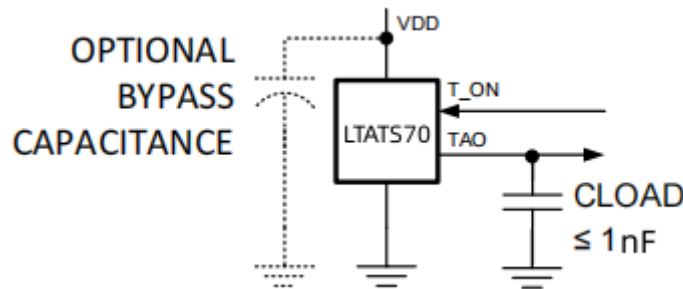 VDD
OPTIONAL
BYPASS
CAPACITANCE
T_ON
LTATS70
TAO
CLOAD
≤ 1nF